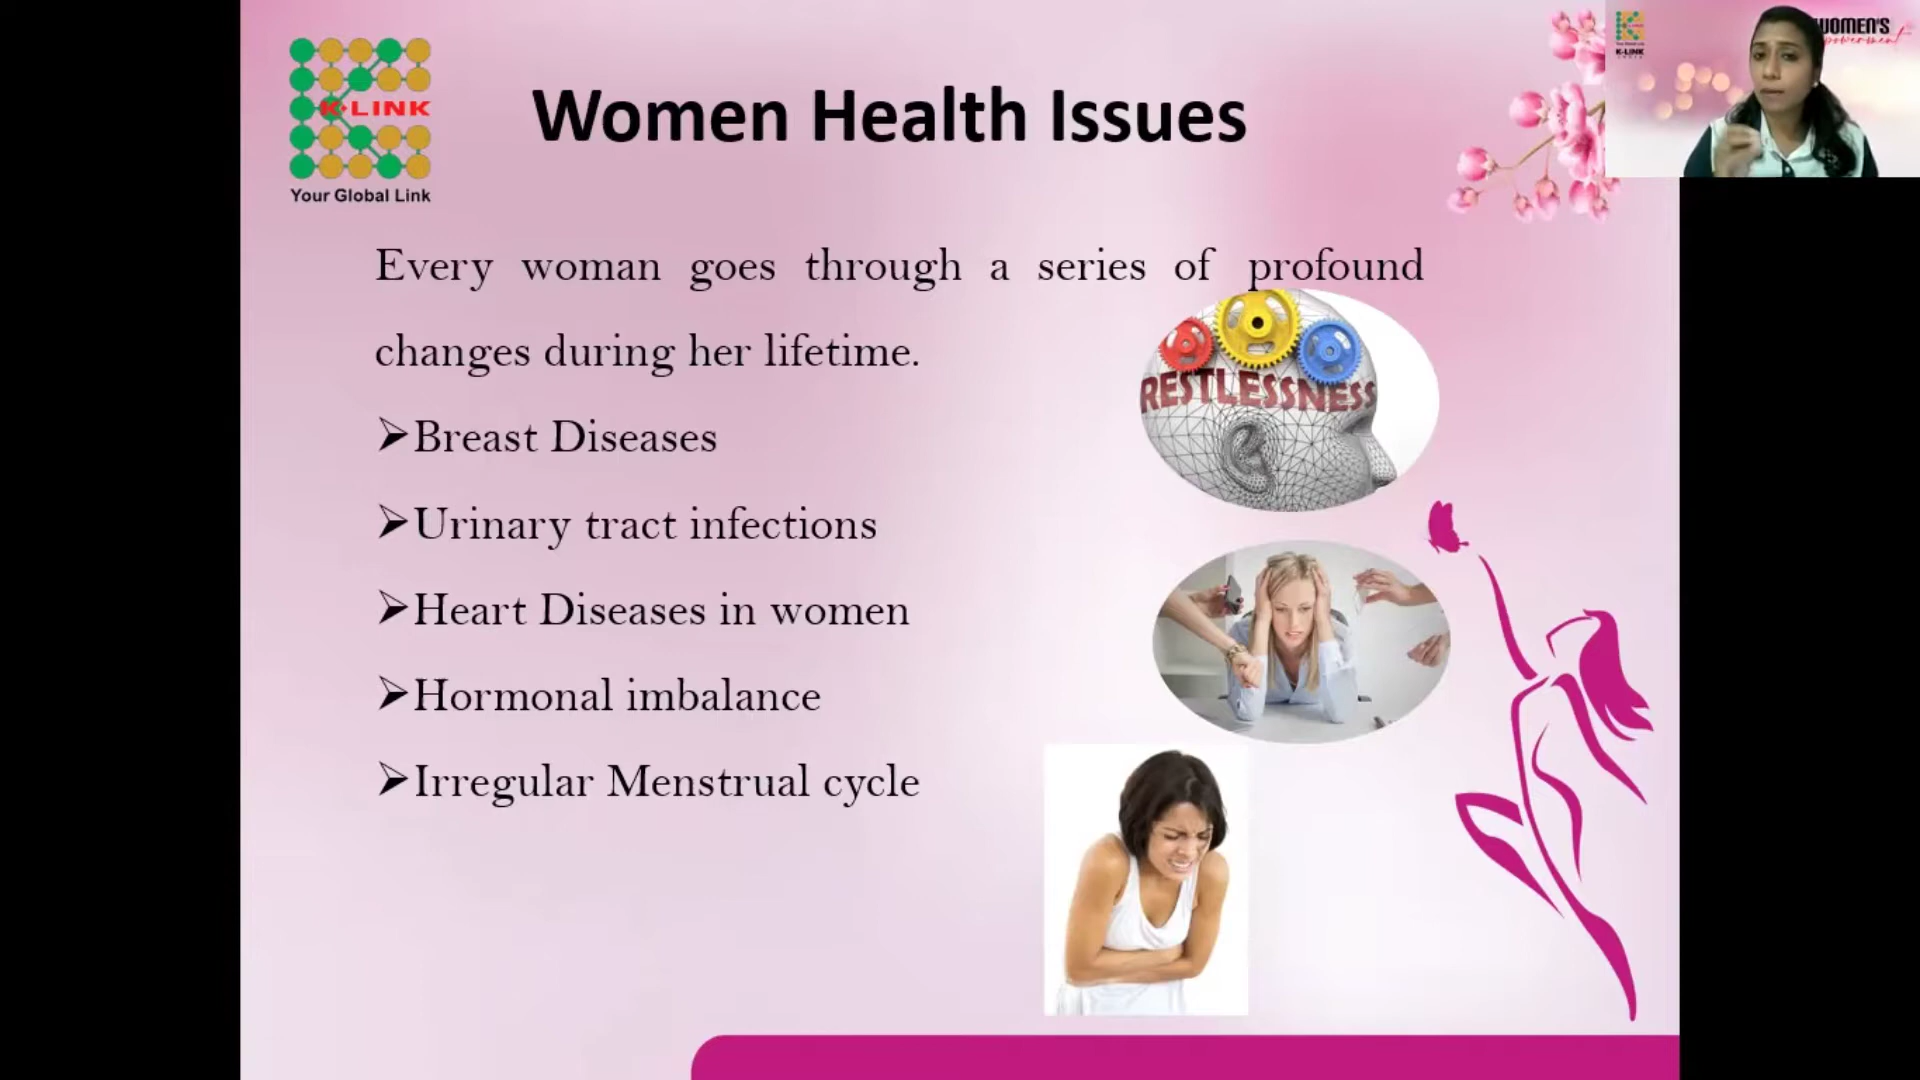 K-LINK
Your Global Link
Women Health Issues
WOMEN'S
K-LINK
Every woman goes through a series of profound
changes during her lifetime.
➢Breast Diseases
➢Urinary tract infections
➢Heart Diseases in women
➢Hormonal imbalance
➢Irregular Menstrual cycle
RESTLESSNESS